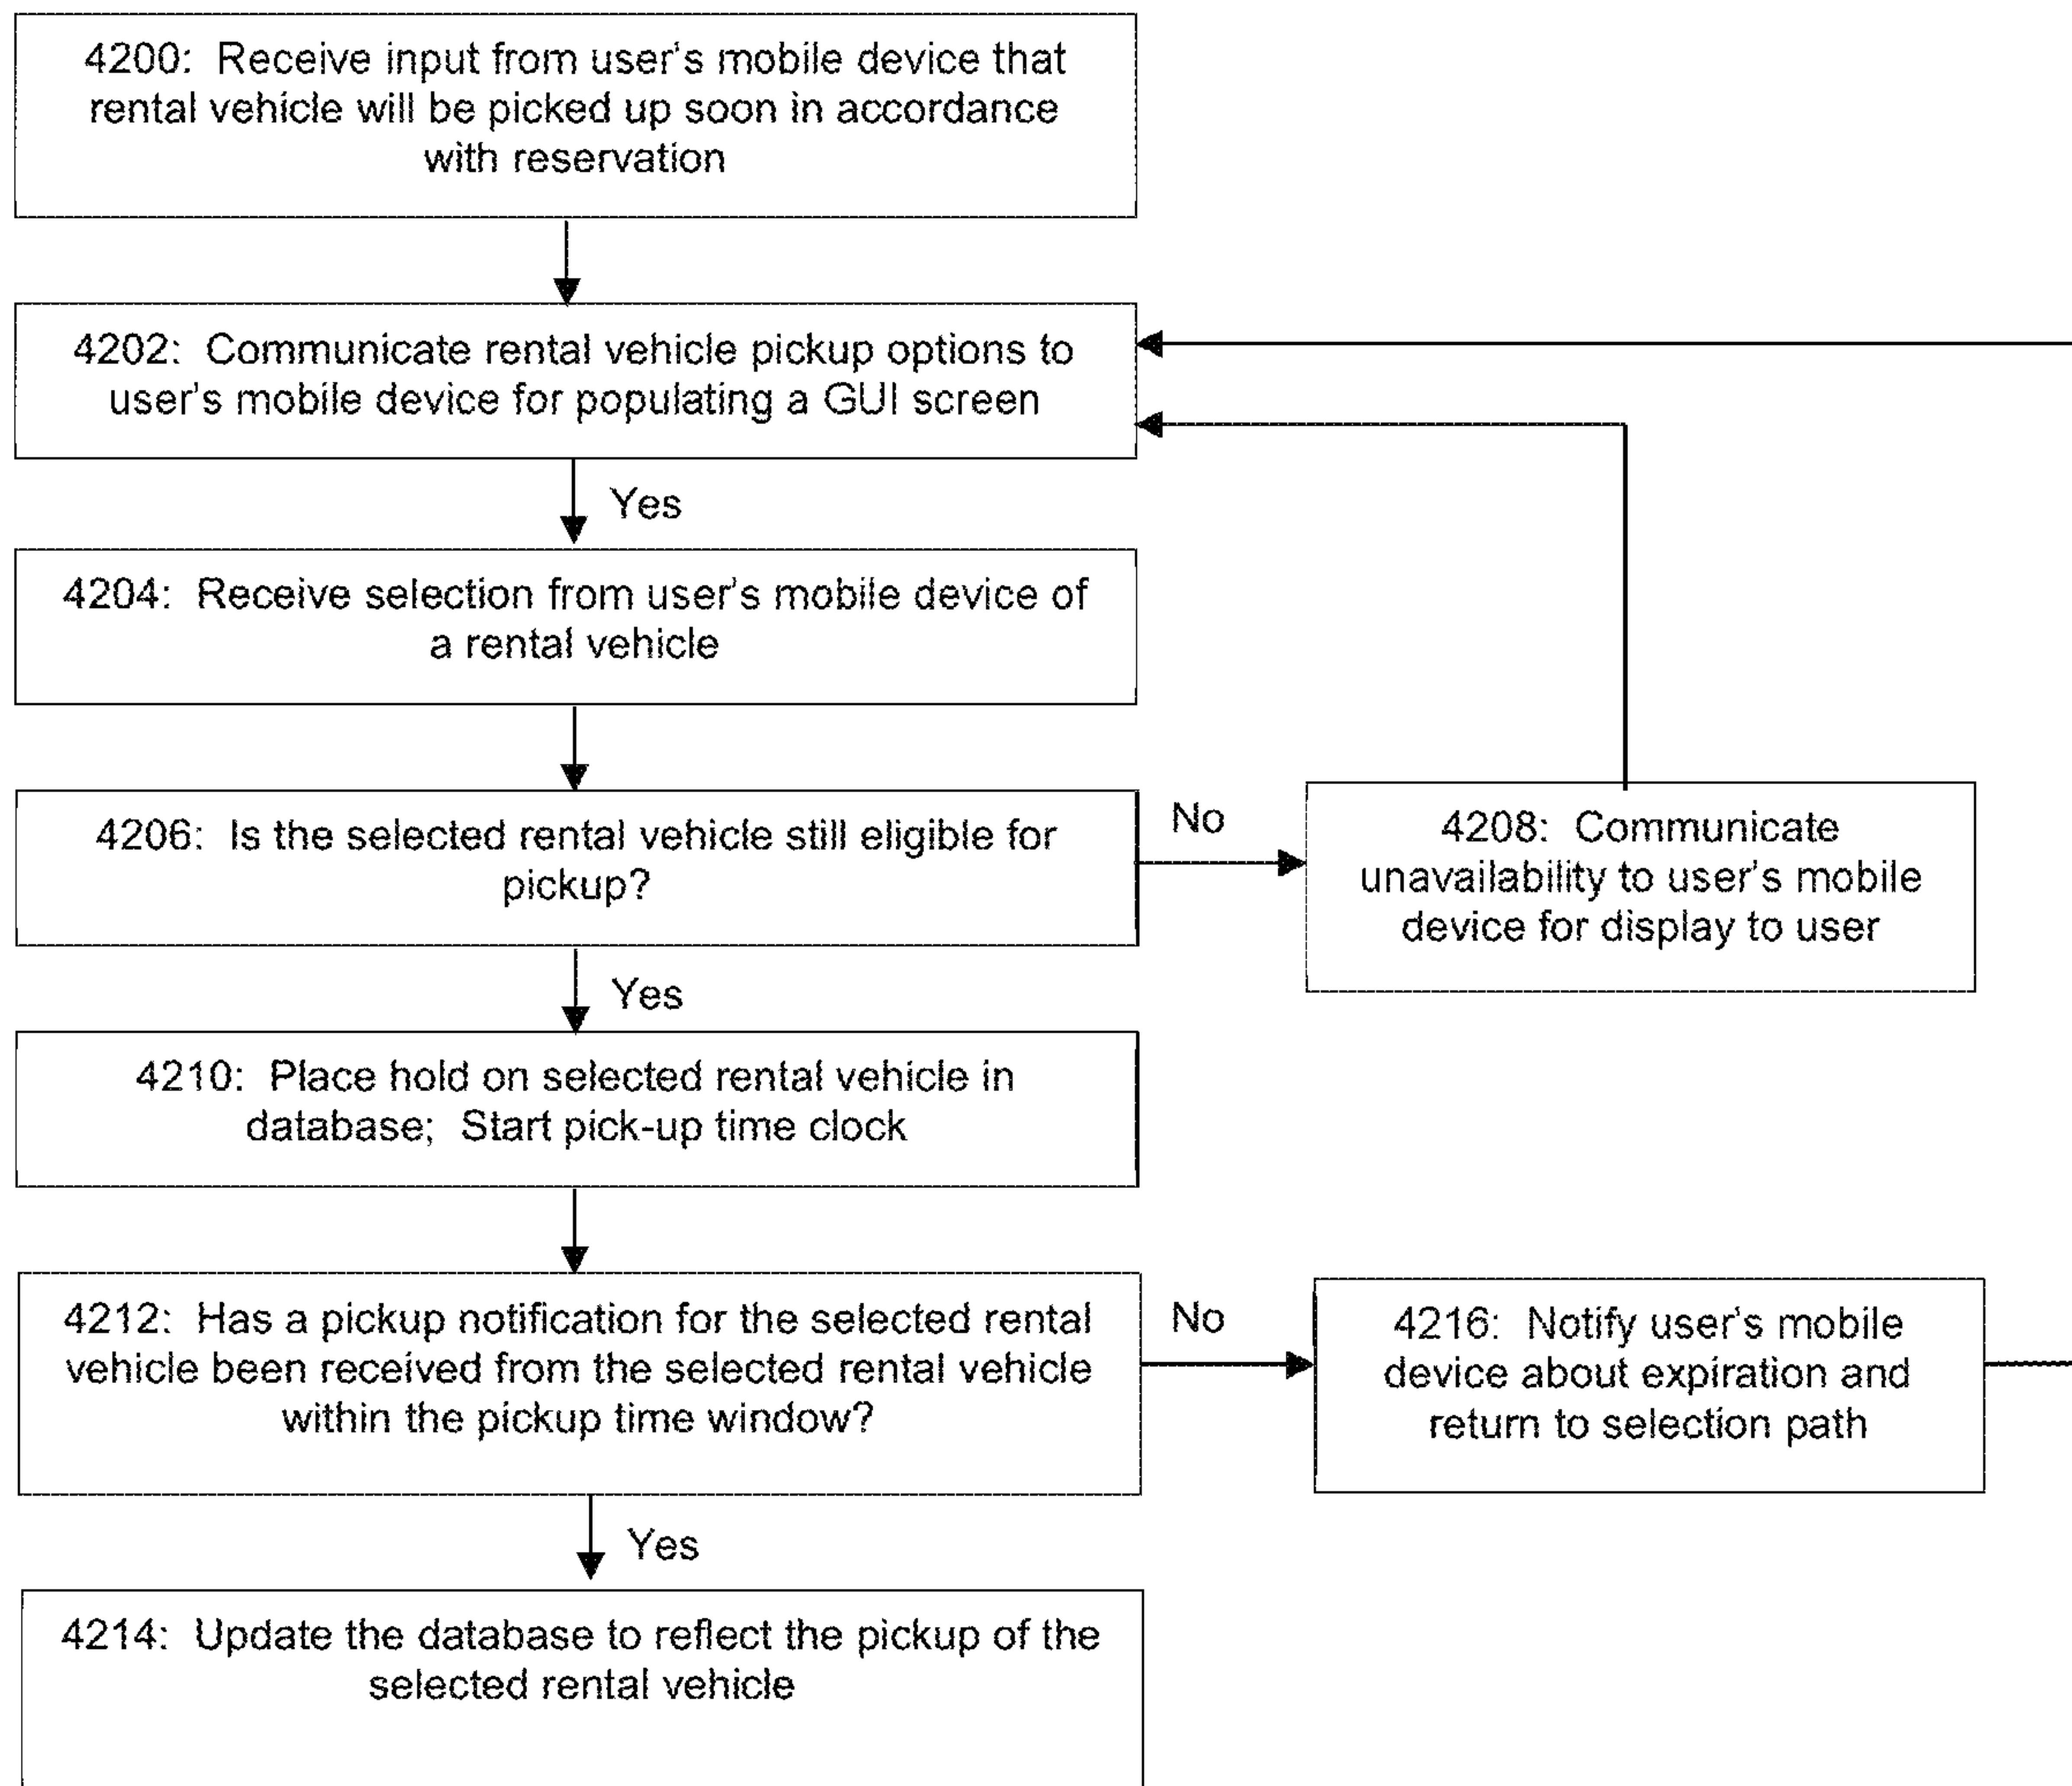 4200: Receive input from user's mobile device that
rental vehicle will be picked up soon in accordance
with reservation
4202: Communicate rental vehicle pickup options to
user's mobile device for populating a GUI screen
Yes
4204: Receive selection from user's mobile device of
a rental vehicle
4206: Is the selected rental vehicle still eligible for
pickup?
No
4208: Communicate
unavailability to user's mobile
device for display to user
Yes
4210: Place hold on selected rental vehicle in
database; Start pick-up time clock
4212: Has a pickup notification for the selected rental
vehicle been received from the selected rental vehicle
within the pickup time window?
No
4216: Notify user's mobile
device about expiration and
return to selection path
Yes
4214: Update the database to reflect the pickup of the
selected rental vehicle